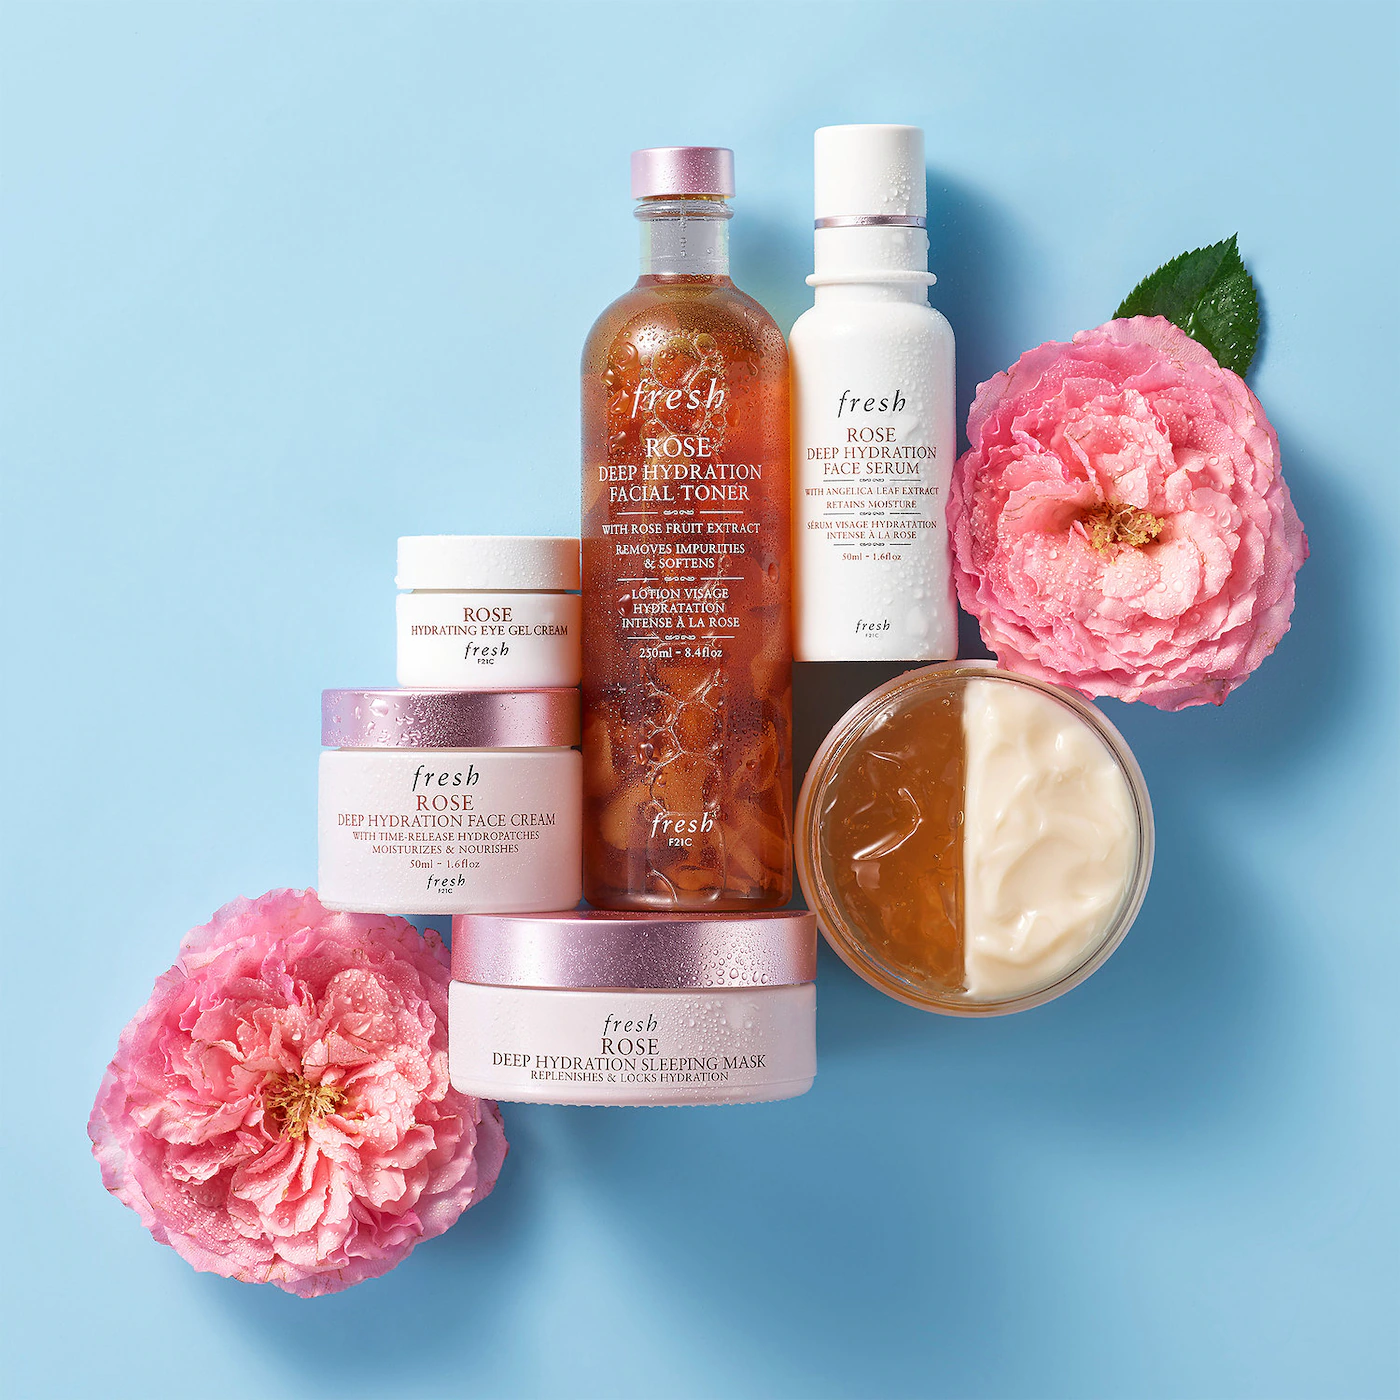 fresh
ROSE
DEEP HYDRATION
FACIAL TONER
WITH ROSE FRUIT EXTRACT
REMOVES IMPURITIES
& SOFTENS
LOTION VISAGE
HYDRATATION
INTENSE À LA ROSE
250ml - 8.4fl oz
fresh
F21C
fresh
ROSE
DEEP HYDRATION
FACE SERUM
WITH ANGELICA LEAF EXTRACT
RETAINS MOISTURE
SÉRUM VISAGE HYDRATATION
INTENSE À LA ROSE
50ml - 1.6fl oz
fresh
F21C
ROSE
HYDRATING EYE GEL CREAM
fresh
F21C
fresh
ROSE
DEEP HYDRATION FACE CREAM
WITH TIME-RELEASE HYDROPATCHES
MOISTURIZES & NOURISHES
50ml - 1.6fl oz
fresh
F21C
fresh
ROSE
DEEP HYDRATION SLEEPING MASK
REPLENISHES & LOCKS HYDRATION